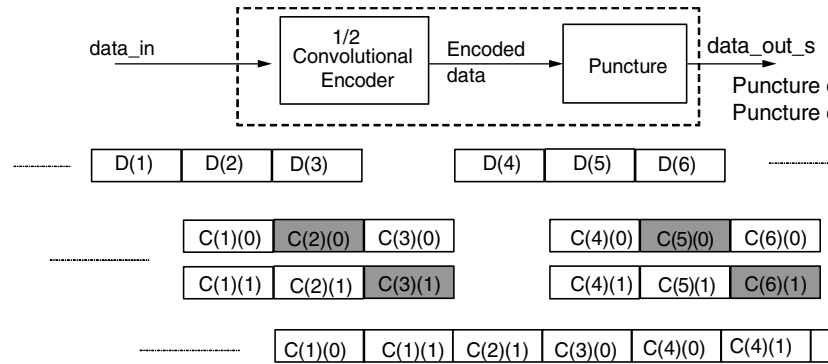 data_in
1/2
Convolutional
Encoder
Encoded
data
Puncture
data_out_s
Puncture
Puncture
D(1) D(2) D(3) D(4) D(5) D(6)
C(1)(0) C(2)(0) C(3)(0) C(4)(0) C(5)(0) C(6)(0)
C(1)(1) C(2)(1) C(3)(1) C(4)(1) C(5)(1) C(6)(1)
C(1)(0) C(1)(1) C(2)(1) C(3)(0) C(4)(0) C(4)(1)